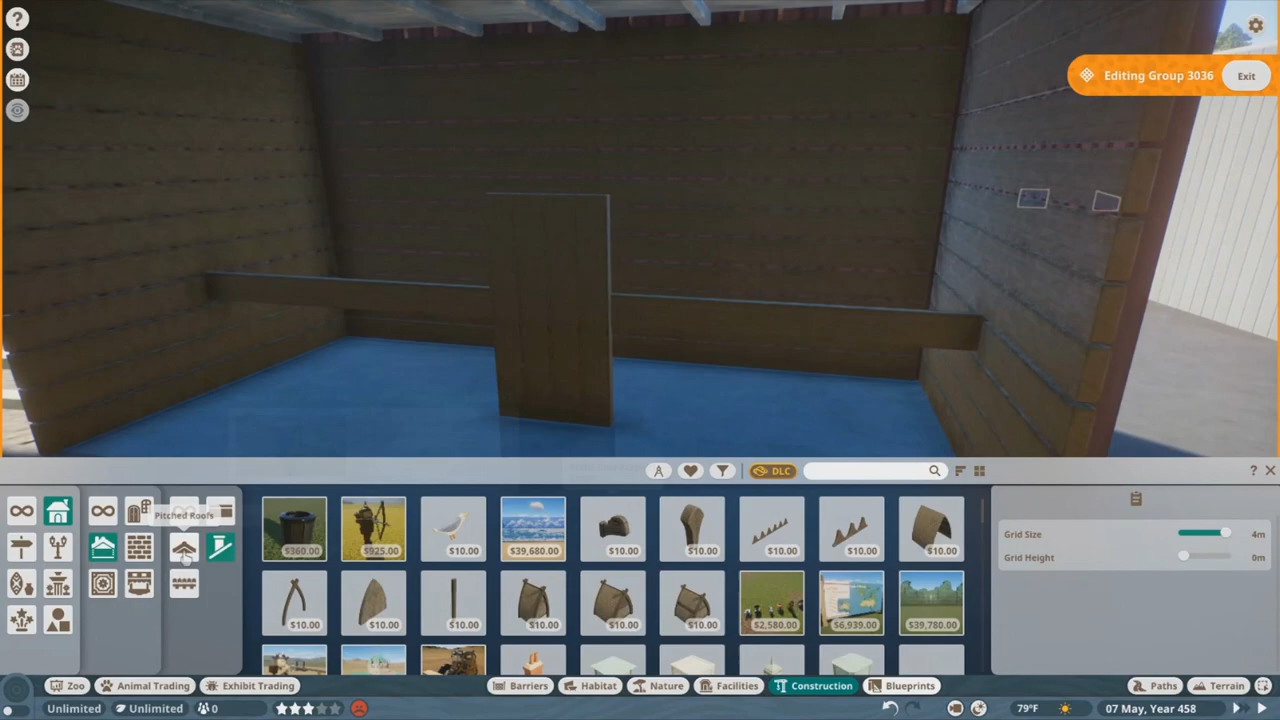 ?
Editing Group 3036
Exit
DLC
?
Pitched Roofs
$360.00
$925.00
$10.00
$39,680.00
$10.00
$10.00
$10.00
$10.00
$10.00
Grid Size
4m
Grid Height
0m
$10.00
$10.00
$10.00
$10.00
$10.00
$10.00
$2,580.00
$6,939.00
$39,780.00
Zoo
Animal Trading
Exhibit Trading
Barriers
Habitat
Nature
Facilities
Construction
Blueprints
Paths
Terrain
Unlimited
Unlimited
0
79°F
07 May, Year 458